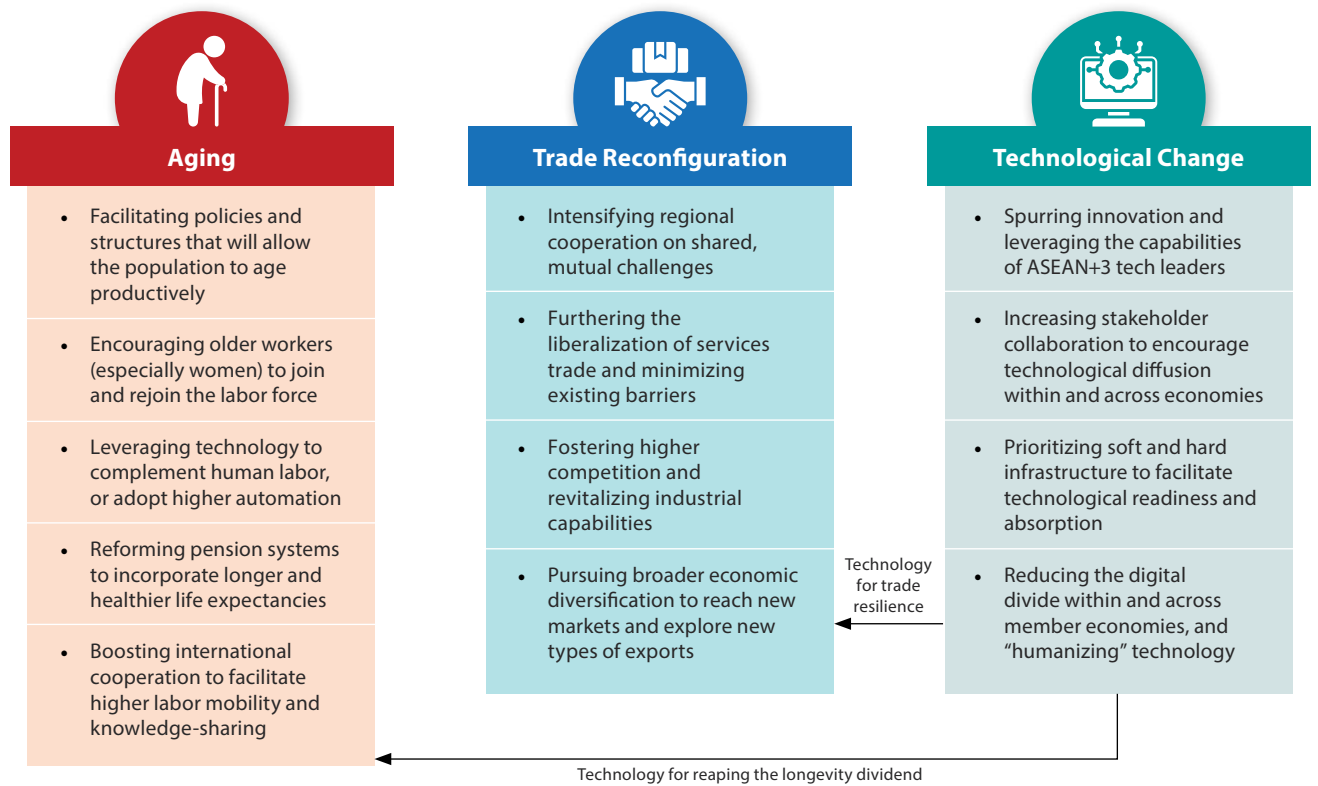 Aging
• Facilitating policies and
structures that will allow
the population to age
productively
• Encouraging older workers
(especially women) to join
and rejoin the labor force
• Leveraging technology to
complement human labor,
or adopt higher automation
• Reforming pension systems
to incorporate longer and
healthier life expectancies
• Boosting international
cooperation to facilitate
higher labor mobility and
knowledge-sharing
Trade Reconfiguration
• Intensifying regional
cooperation on shared,
mutual challenges
• Furthering the
liberalization of services
trade and minimizing
existing barriers
• Fostering higher
competition and
revitalizing industrial
capabilities
• Pursuing broader economic
diversification to reach new
markets and explore new
types of exports
Technology
for trade
resilience
Technological Change
• Spurring innovation and
leveraging the capabilities
of ASEAN+3 tech leaders
• Increasing stakeholder
collaboration to encourage
technological diffusion
within and across economies
• Prioritizing soft and hard
infrastructure to facilitate
technological readiness and
absorption
• Reducing the digital
divide within and across
member economies, and
“humanizing” technology
Technology for reaping the longevity dividend